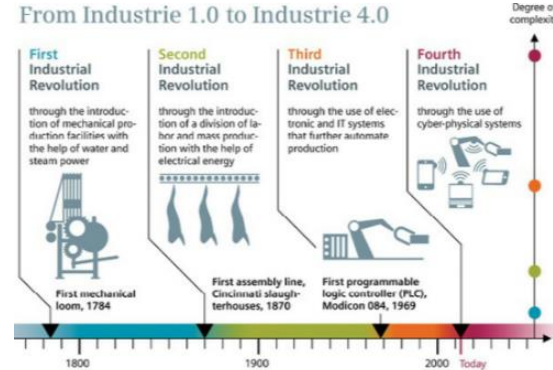 From Industrie 1.0 to Industrie 4.0
Degree of
complexity
First
Industrial
Revolution
through the introduc-
tion of mechanical pro-
duction facilities with
the help of water and
steam power
First mechanical
loom, 1784
Second
Industrial
Revolution
through the introduc-
tion of a division of la-
bor and mass produc-
tion with the help of
electrical energy
First assembly line,
Cincinnati slaugh-
terhouses, 1870
Third
Industrial
Revolution
through the use of elec-
tronic and IT systems
that further automate
production
First programmable
logic controller (PLC),
Modicon 084, 1969
Fourth
Industrial
Revolution
through the use of
cyber-physical systems
1800
1900
2000
Today